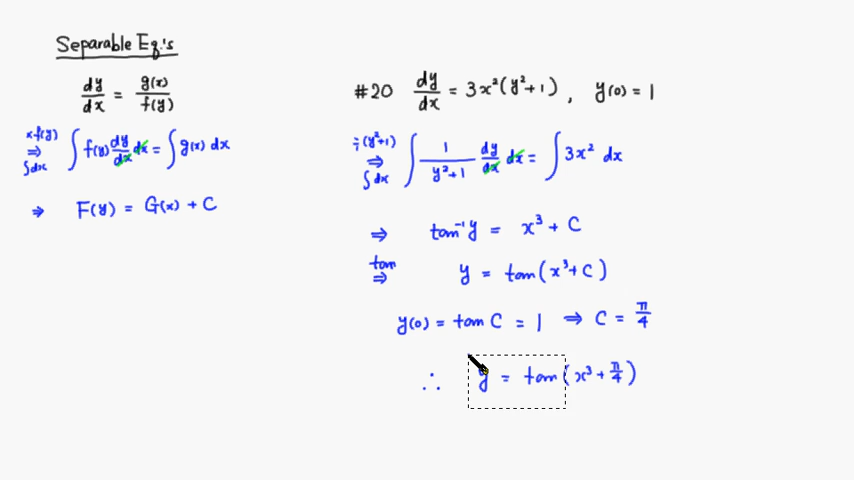 Separable Eq.'s
dy/dx = g(x)/f(y)
×f(y) ⇒ ∫dx ∫ f(y) dy/dx dx = ∫ g(x) dx
⇒ F(y) = G(x) + C
#20 dy/dx = 3x²(y²+1), y(0) = 1
÷(y²+1) ⇒ ∫dx ∫ 1/(y²+1) dy/dx dx = ∫ 3x² dx
⇒ tan⁻¹y = x³ + C
tan ⇒ y = tan(x³+C)
y(0) = tan C = 1 ⇒ C = π/4
∴ y = tan(x³ + π/4)